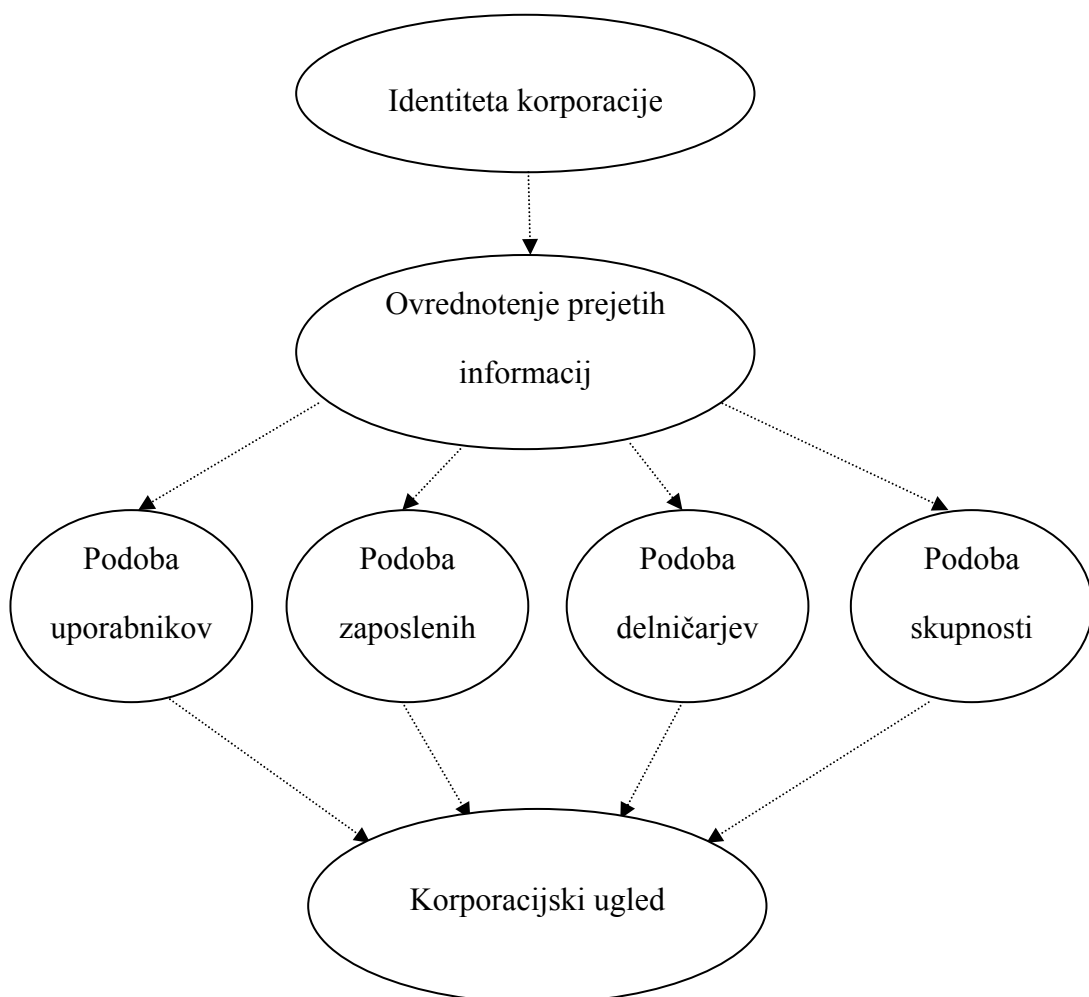 Identiteta korporacije
Ovrednotenje prejetih
informacij
Podoba
uporabnikov
Podoba
zaposlenih
Podoba
delničarjev
Podoba
skupnosti
Korporacijski ugled